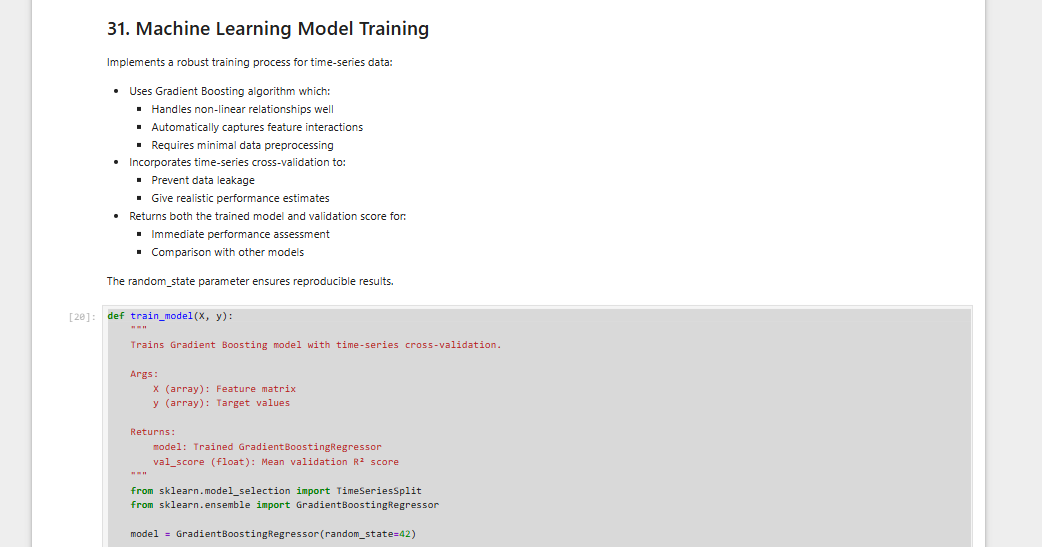 31. Machine Learning Model Training
Implements a robust training process for time-series data:
• Uses Gradient Boosting algorithm which:
▪ Handles non-linear relationships well
▪ Automatically captures feature interactions
▪ Requires minimal data preprocessing
• Incorporates time-series cross-validation to:
▪ Prevent data leakage
▪ Give realistic performance estimates
• Returns both the trained model and validation score for:
▪ Immediate performance assessment
▪ Comparison with other models
The random_state parameter ensures reproducible results.
[20]: def train_model(X, y):
"""
Trains Gradient Boosting model with time-series cross-validation.
Args:
X (array): Feature matrix
y (array): Target values
Returns:
model: Trained GradientBoostingRegressor
val_score (float): Mean validation R² score
"""
from sklearn.model_selection import TimeSeriesSplit
from sklearn.ensemble import GradientBoostingRegressor
model = GradientBoostingRegressor(random_state=42)